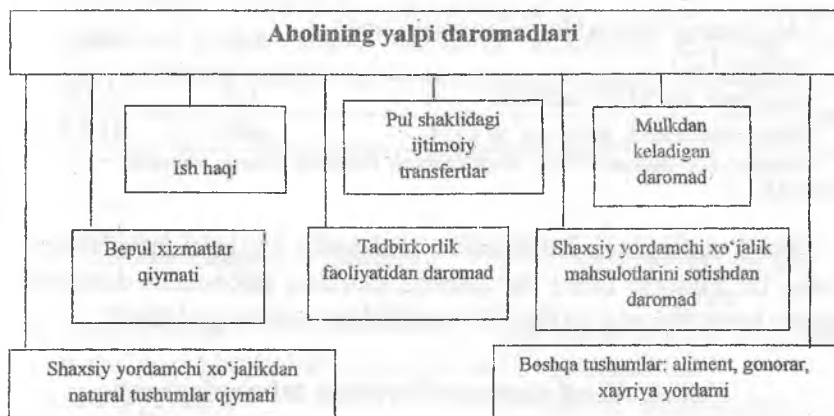 Aholining yalpi daromadlari
Ish haqi
Pul shaklidagi
ijtimoiy
transfertlar
Mulkdan
keladigan
daromad
Bepul xizmatlar
qiymati
Tadbirkorlik
faoliyatidan daromad
Shaxsiy yordamchi xo‘jalik
mahsulotlarini sotishdan
daromad
Shaxsiy yordamchi xo‘jalikdan
natural tushumlar qiymati
Boshqa tushumlar: aliment, gonorar,
xayriya yordami